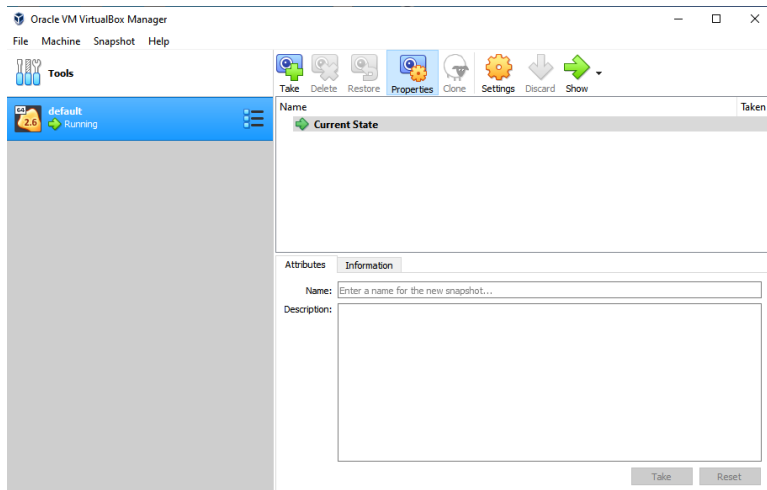 Oracle VM VirtualBox Manager
File Machine Snapshot Help
Tools
Take Delete Restore Properties Clone Settings Discard Show
64
2.6
default
Running
Name Taken
Current State
Attributes Information
Name: Enter a name for the new snapshot...
Description:
Take Reset